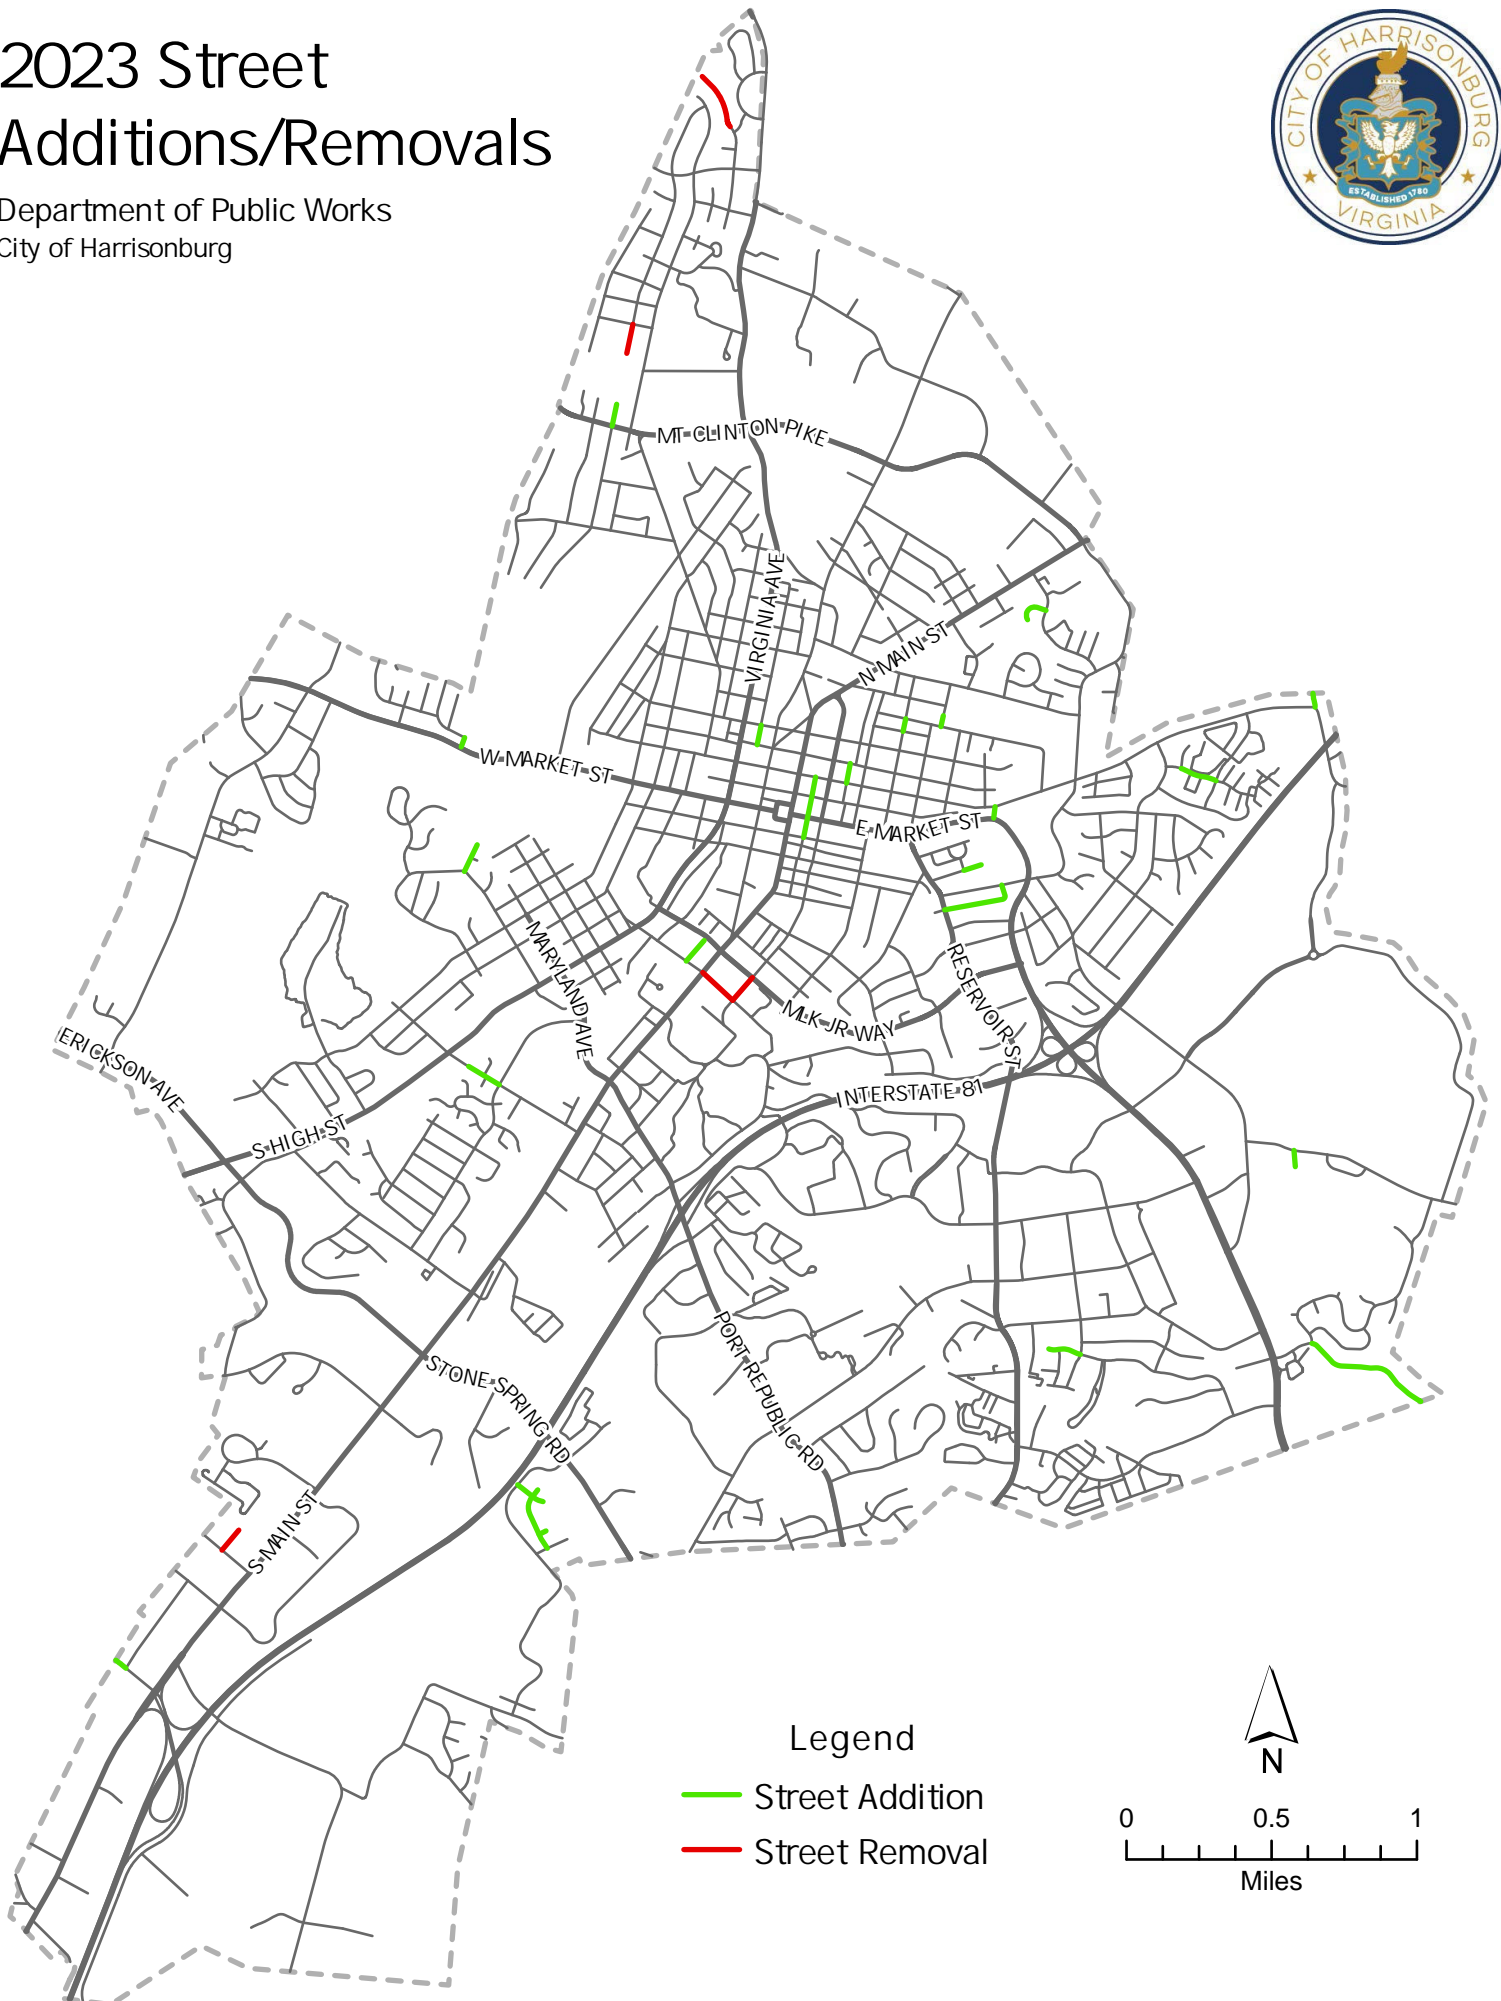 2023 Street
Additions/Removals
Department of Public Works
City of Harrisonburg
CITY OF HARRISONBURG
ESTABLISHED 1780
VIRGINIA
MT CLINTON PIKE
VIRGINIA AVE
N MAIN ST
W MARKET ST
E MARKET ST
MARYLAND AVE
RESERVOIR ST
MLK JR WAY
ERICKSON AVE
INTERSTATE 81
S HIGH ST
PORT REPUBLIC RD
STONE SPRING RD
S MAIN ST
Legend
Street Addition
Street Removal
N
0 0.5 1
Miles